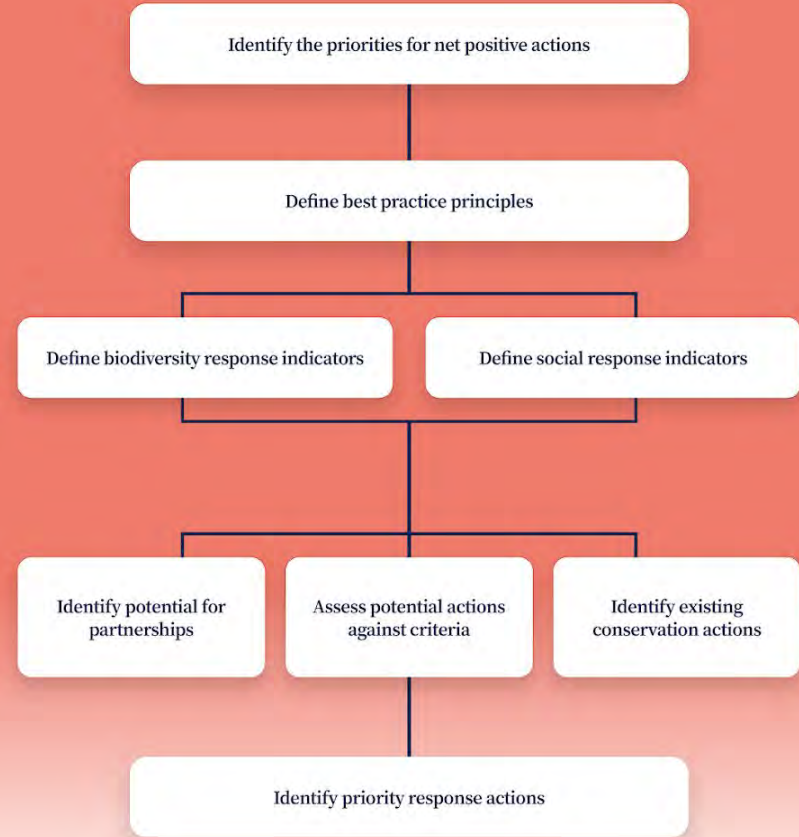 Identify the priorities for net positive actions
Define best practice principles
Define biodiversity response indicators
Define social response indicators
Identify potential for
partnerships
Assess potential actions
against criteria
Identify existing
conservation actions
Identify priority response actions